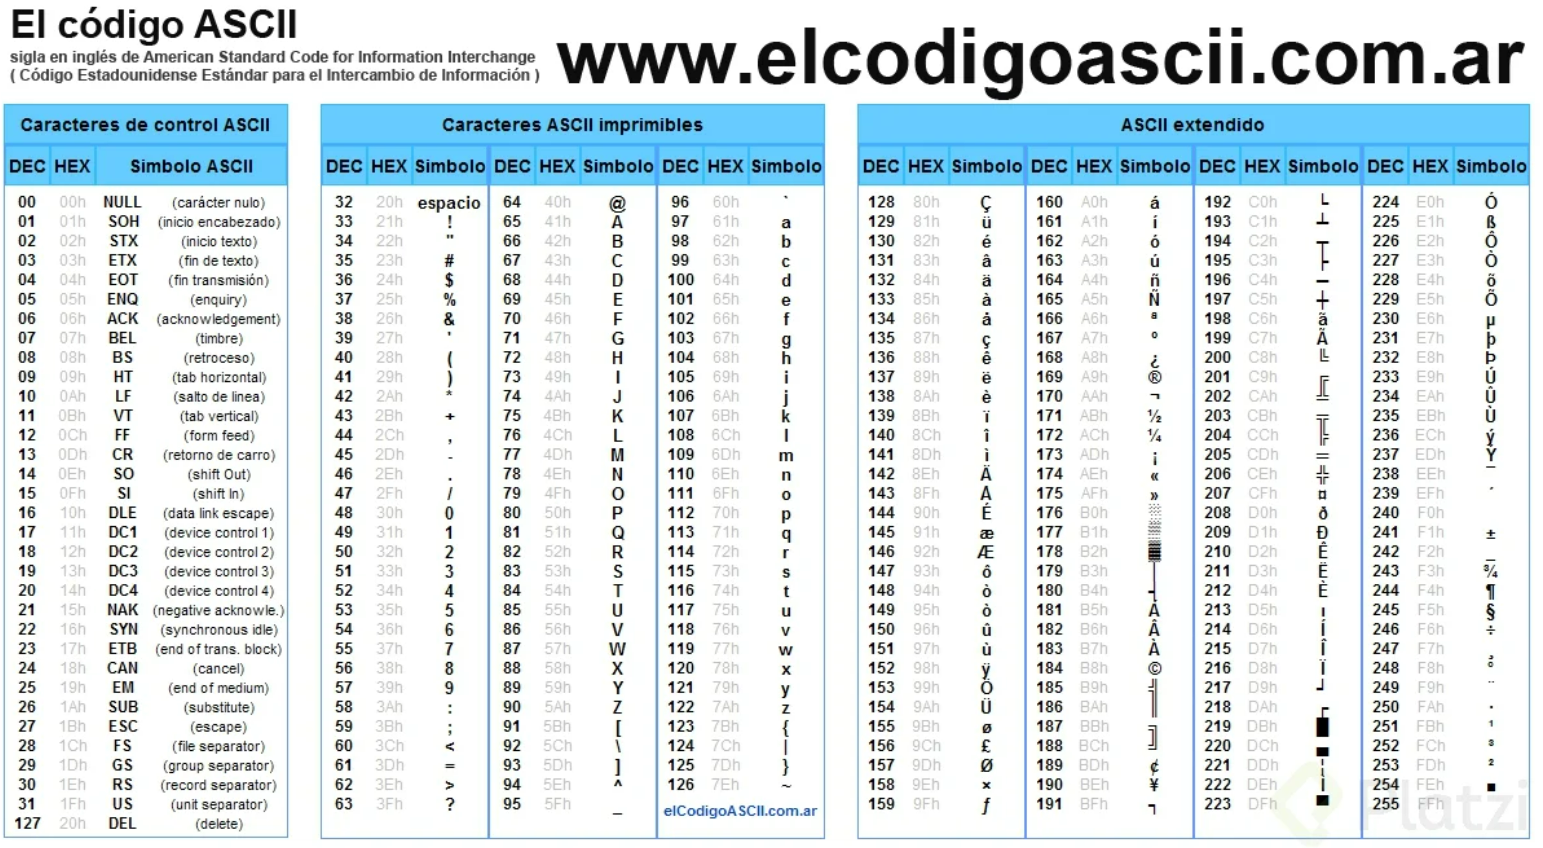 El código ASCII
sigla en inglés de American Standard Code for Information Interchange
( Código Estadounidense Estándar para el Intercambio de Información )
www.elcodigoascii.com.ar
Caracteres de control ASCII
DEC HEX Simbolo ASCII
00 00h NULL (carácter nulo)
01 01h SOH (inicio encabezado)
02 02h STX (inicio texto)
03 03h ETX (fin de texto)
04 04h EOT (fin transmisión)
05 05h ENQ (enquiry)
06 06h ACK (acknowledgement)
07 07h BEL (timbre)
08 08h BS (retroceso)
09 09h HT (tab horizontal)
10 0Ah LF (salto de linea)
11 0Bh VT (tab vertical)
12 0Ch FF (form feed)
13 0Dh CR (retorno de carro)
14 0Eh SO (shift Out)
15 0Fh SI (shift In)
16 10h DLE (data link escape)
17 11h DC1 (device control 1)
18 12h DC2 (device control 2)
19 13h DC3 (device control 3)
20 14h DC4 (device control 4)
21 15h NAK (negative acknowle.)
22 16h SYN (synchronous idle)
23 17h ETB (end of trans. block)
24 18h CAN (cancel)
25 19h EM (end of medium)
26 1Ah SUB (substitute)
27 1Bh ESC (escape)
28 1Ch FS (file separator)
29 1Dh GS (group separator)
30 1Eh RS (record separator)
31 1Fh US (unit separator)
127 20h DEL (delete)
Caracteres ASCII imprimibles
DEC HEX Simbolo DEC HEX Simbolo DEC HEX Simbolo
32 20h espacio 64 40h @ 96 60h `
33 21h ! 65 41h A 97 61h a
34 22h " 66 42h B 98 62h b
35 23h # 67 43h C 99 63h c
36 24h $ 68 44h D 100 64h d
37 25h % 69 45h E 101 65h e
38 26h & 70 46h F 102 66h f
39 27h ' 71 47h G 103 67h g
40 28h ( 72 48h H 104 68h h
41 29h ) 73 49h I 105 69h i
42 2Ah * 74 4Ah J 106 6Ah j
43 2Bh + 75 4Bh K 107 6Bh k
44 2Ch , 76 4Ch L 108 6Ch l
45 2Dh - 77 4Dh M 109 6Dh m
46 2Eh . 78 4Eh N 110 6Eh n
47 2Fh / 79 4Fh O 111 6Fh o
48 30h 0 80 50h P 112 70h p
49 31h 1 81 51h Q 113 71h q
50 32h 2 82 52h R 114 72h r
51 33h 3 83 53h S 115 73h s
52 34h 4 84 54h T 116 74h t
53 35h 5 85 55h U 117 75h u
54 36h 6 86 56h V 118 76h v
55 37h 7 87 57h W 119 77h w
56 38h 8 88 58h X 120 78h x
57 39h 9 89 59h Y 121 79h y
58 3Ah : 90 5Ah Z 122 7Ah z
59 3Bh ; 91 5Bh [ 123 7Bh {
60 3Ch < 92 5Ch \ 124 7Ch |
61 3Dh = 93 5Dh ] 125 7Dh }
62 3Eh > 94 5Eh ^ 126 7Eh ~
63 3Fh ? 95 5Fh _ elCodigoASCII.com.ar
ASCII extendido
DEC HEX Simbolo DEC HEX Simbolo DEC HEX Simbolo DEC HEX Simbolo
128 80h Ç 160 A0h á 192 C0h └ 224 E0h Ó
129 81h ü 161 A1h í 193 C1h ┴ 225 E1h ß
130 82h é 162 A2h ó 194 C2h ┬ 226 E2h Ô
131 83h â 163 A3h ú 195 C3h ├ 227 E3h Ò
132 84h ä 164 A4h ñ 196 C4h ─ 228 E4h õ
133 85h à 165 A5h Ñ 197 C5h ┼ 229 E5h Õ
134 86h å 166 A6h ª 198 C6h ã 230 E6h µ
135 87h ç 167 A7h º 199 C7h Ã 231 E7h þ
136 88h ê 168 A8h ¿ 200 C8h ╚ 232 E8h Þ
137 89h ë 169 A9h ® 201 C9h ╔ 233 E9h Ú
138 8Ah è 170 AAh ¬ 202 CAh ╩ 234 EAh Û
139 8Bh ï 171 ABh ½ 203 CBh ╦ 235 EBh Ù
140 8Ch î 172 ACh ¼ 204 CCh ╠ 236 ECh ý
141 8Dh ì 173 ADh ¡ 205 CDh ═ 237 EDh Ý
142 8Eh Ä 174 AEh « 206 CEh ╬ 238 EEh ¯
143 8Fh Å 175 AFh » 207 CFh ¤ 239 EFh ´
144 90h É 176 B0h ░ 208 D0h ð 240 F0h
145 91h æ 177 B1h ▒ 209 D1h Ð 241 F1h ±
146 92h Æ 178 B2h ▓ 210 D2h Ê 242 F2h _
147 93h ô 179 B3h │ 211 D3h Ë 243 F3h ¾
148 94h ò 180 B4h ┤ 212 D4h È 244 F4h ¶
149 95h ò 181 B5h Á 213 D5h ı 245 F5h §
150 96h û 182 B6h Â 214 D6h Í 246 F6h ÷
151 97h ù 183 B7h À 215 D7h Î 247 F7h ¸
152 98h ÿ 184 B8h © 216 D8h Ï 248 F8h °
153 99h Ö 185 B9h ╣ 217 D9h ┘ 249 F9h ¨
154 9Ah Ü 186 BAh ║ 218 DAh ┌ 250 FAh ·
155 9Bh ø 187 BBh ╗ 219 DBh █ 251 FBh ¹
156 9Ch £ 188 BCh ╝ 220 DCh ▄ 252 FCh ³
157 9Dh Ø 189 BDh ¢ 221 DDh ¦ 253 FDh ²
158 9Eh × 190 BEh ¥ 222 DEh Ì 254 FEh ■
159 9Fh ƒ 191 BFh ┐ 223 DFh ▀ 255 FFh
Platzi